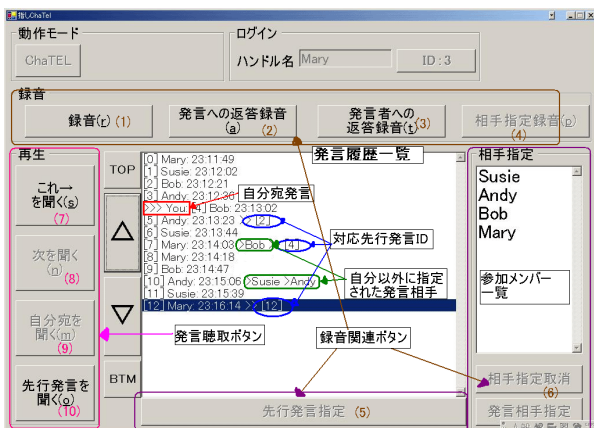 指しChaTel
動作モード
ChaTEL
ログイン
ハンドル名 Mary ID : 3
録音
録音(r) (1)
発言への返答録音
(a) (2)
発言者への
返答録音(t) (3)
相手指定録音(p)
(4)
再生
これ→
を聞く(s)
(7)
次を聞く
(n) (8)
自分宛を
聞く(m)
(9)
先行発言を
聞く(o)
(10)
TOP
△
▽
BTM
発言履歴一覧
[0] Mary: 23:11:49
[1] Susie: 23:12:02
[2] Bob: 23:12:21
[3] Andy: 23:12:36
>>> You [4] Bob: 23:13:02
[5] Andy: 23:13:23 >> [2]
[6] Susie: 23:13:44
[7] Mary: 23:14:03 >Bob > [4]
[8] Mary: 23:14:18
[9] Bob: 23:14:47
[10] Andy: 23:15:06 >Susie >Andy
[11] Susie: 23:15:39
[12] Mary: 23:16:14 >> [12]
自分宛発言
対応先行発言ID
自分以外に指定
された発言相手
発言聴取ボタン
録音関連ボタン
先行発言指定 (5)
相手指定
Susie
Andy
Bob
Mary
参加メンバー
一覧
相手指定取消
(6)
発言相手指定